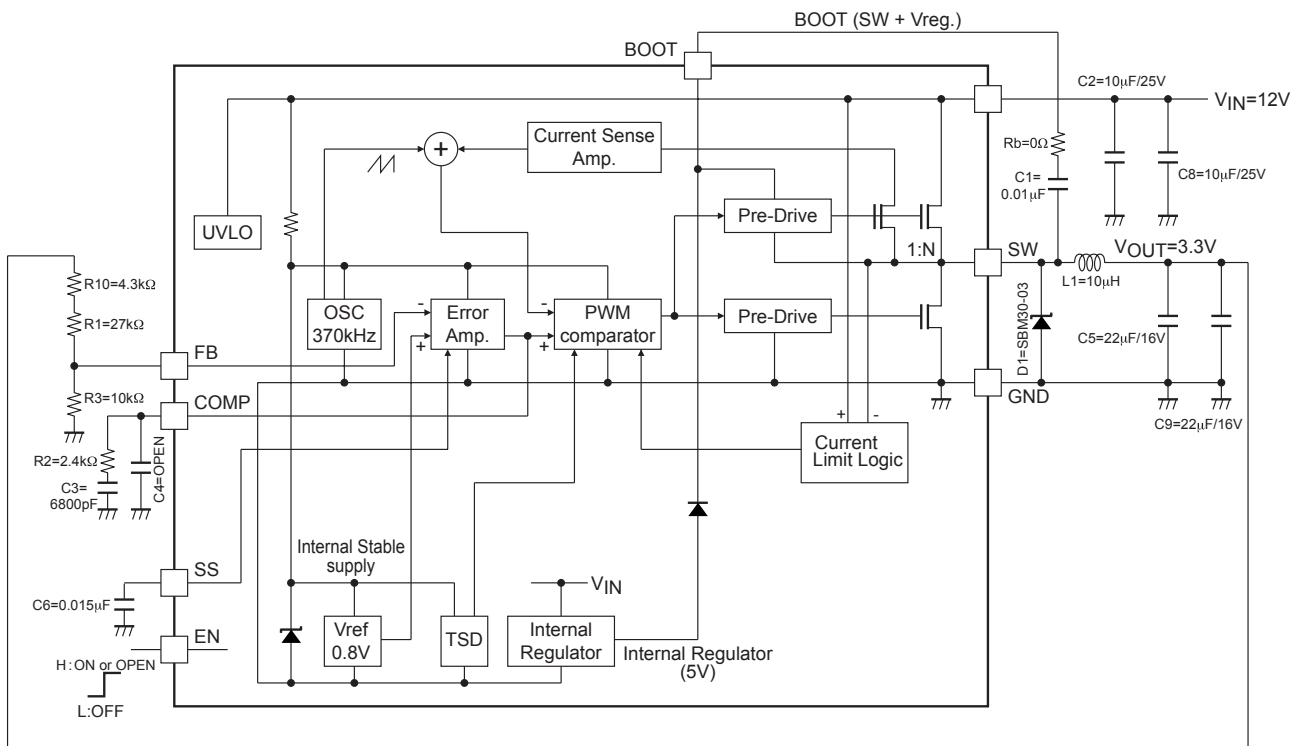 BOOT (SW + Vreg.)
BOOT
C2=10μF/25V
VIN=12V
Current Sense
Amp.
+
Rb=0Ω
C1=
0.01μF
C8=10μF/25V
UVLO
Pre-Drive
1:N
SW
VOUT=3.3V
L1=10μH
R10=4.3kΩ
R1=27kΩ
OSC
370kHz
-
Error
Amp.
+
-
PWM
comparator
+
Pre-Drive
D1=SBM30-03
C5=22μF/16V
FB
R3=10kΩ
COMP
GND
C9=22μF/16V
+ -
Current
Limit Logic
R2=2.4kΩ
C3=
6800pF
C4=OPEN
SS
C6=0.015μF
Internal Stable
supply
VIN
EN
H:ON or OPEN
L:OFF
Vref
0.8V
TSD
Internal
Regulator
Internal Regulator
(5V)